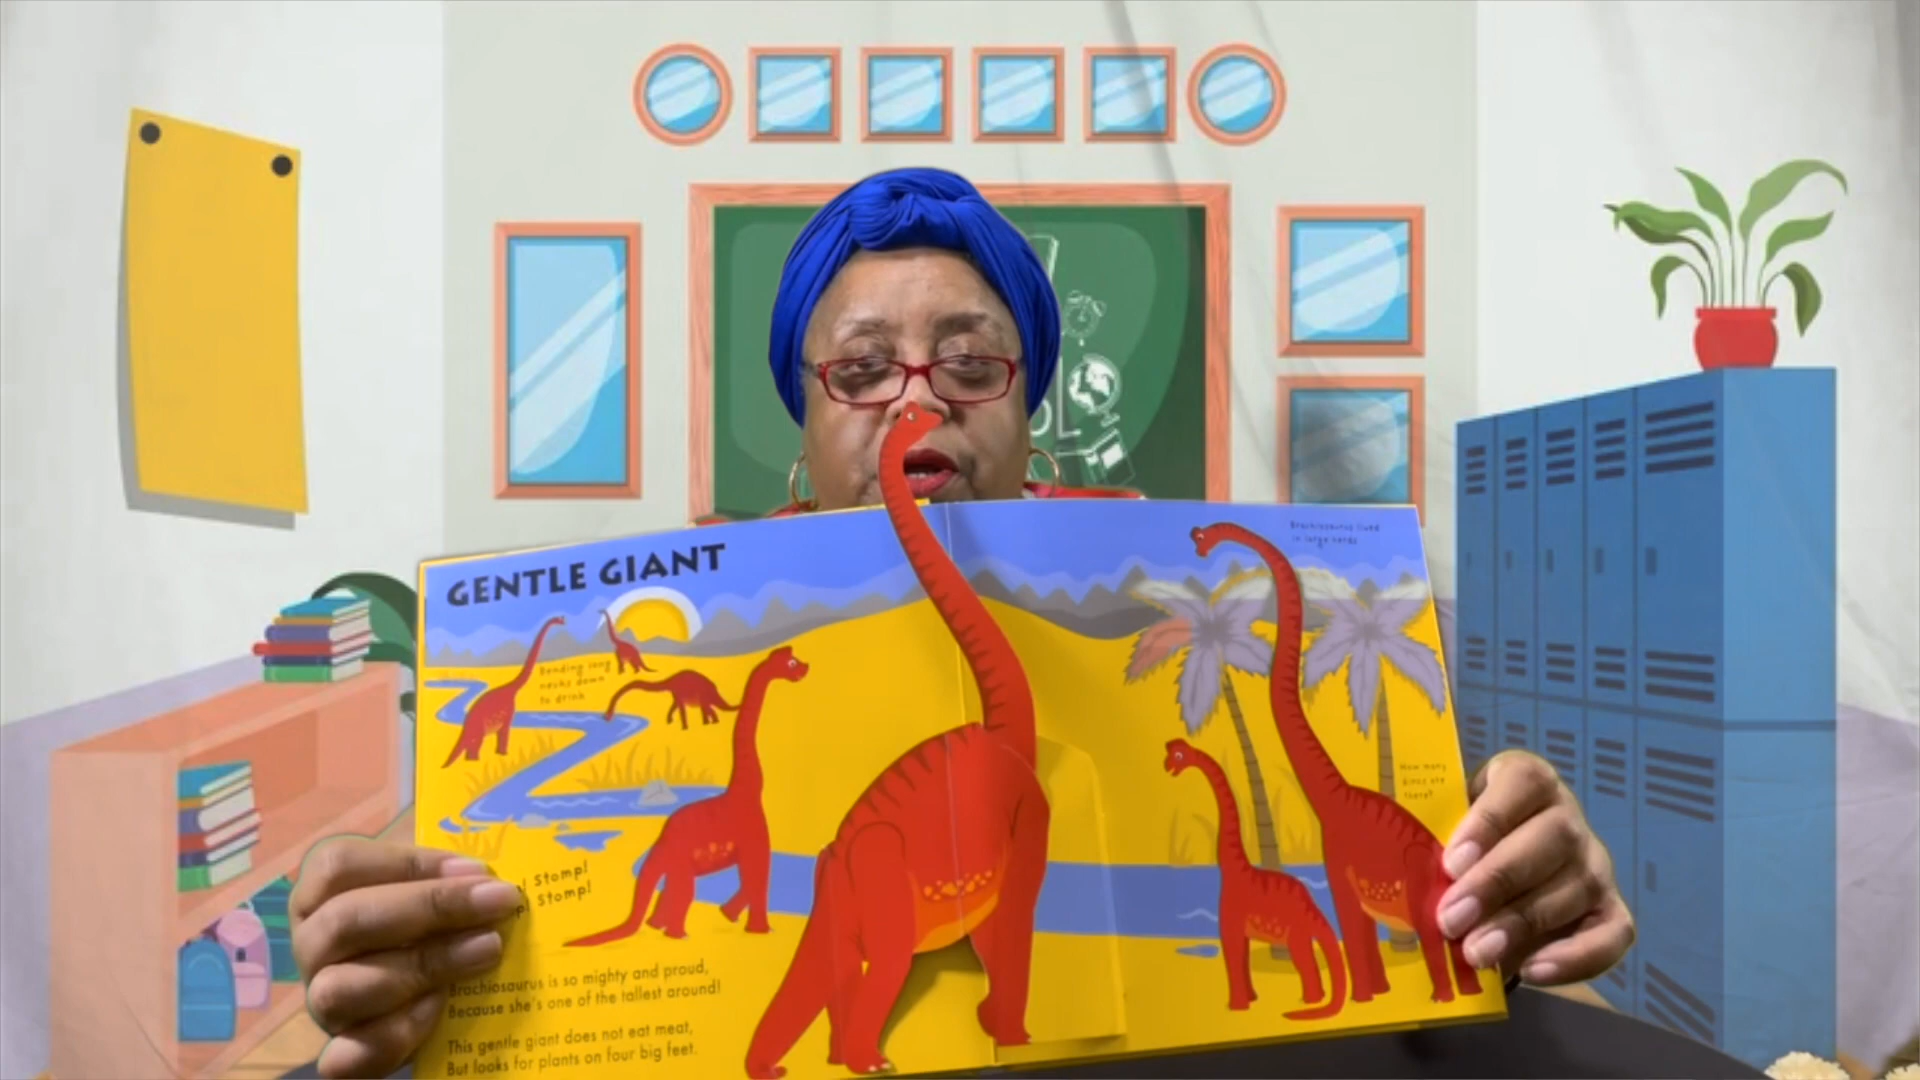 GENTLE GIANT
Brachiosaurus lived
in large herds
Bending long
necks down
to drink
How many
birds are
there?
Stomp!
Stomp!
Brachiosaurus is so mighty and proud,
Because she's one of the tallest around!
This gentle giant does not eat meat,
But looks for plants on four big feet.